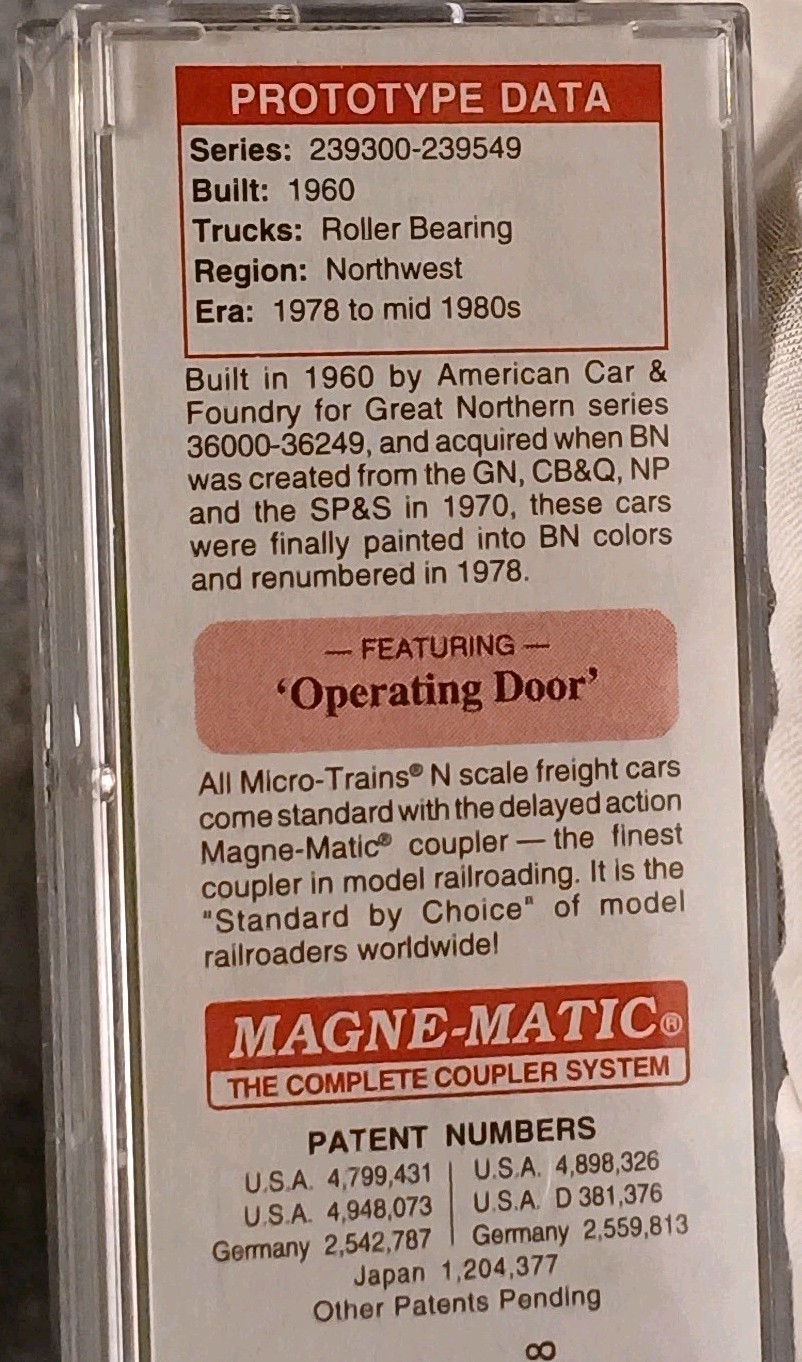 PROTOTYPE DATA
Series: 239300-239549
Built: 1960
Trucks: Roller Bearing
Region: Northwest
Era: 1978 to mid 1980s
Built in 1960 by American Car &
Foundry for Great Northern series
36000-36249, and acquired when BN
was created from the GN, CB&Q, NP
and the SP&S in 1970, these cars
were finally painted into BN colors
and renumbered in 1978.
— FEATURING —
‘Operating Door’
All Micro-Trains® N scale freight cars
come standard with the delayed action
Magne-Matic® coupler — the finest
coupler in model railroading. It is the
"Standard by Choice" of model
railroaders worldwide!
MAGNE-MATIC®
THE COMPLETE COUPLER SYSTEM
PATENT NUMBERS
U.S.A. 4,799,431 | U.S.A. 4,898,326
U.S.A. 4,948,073 | U.S.A. D 381,376
Germany 2,542,787 | Germany 2,559,813
Japan 1,204,377
Other Patents Pending
8